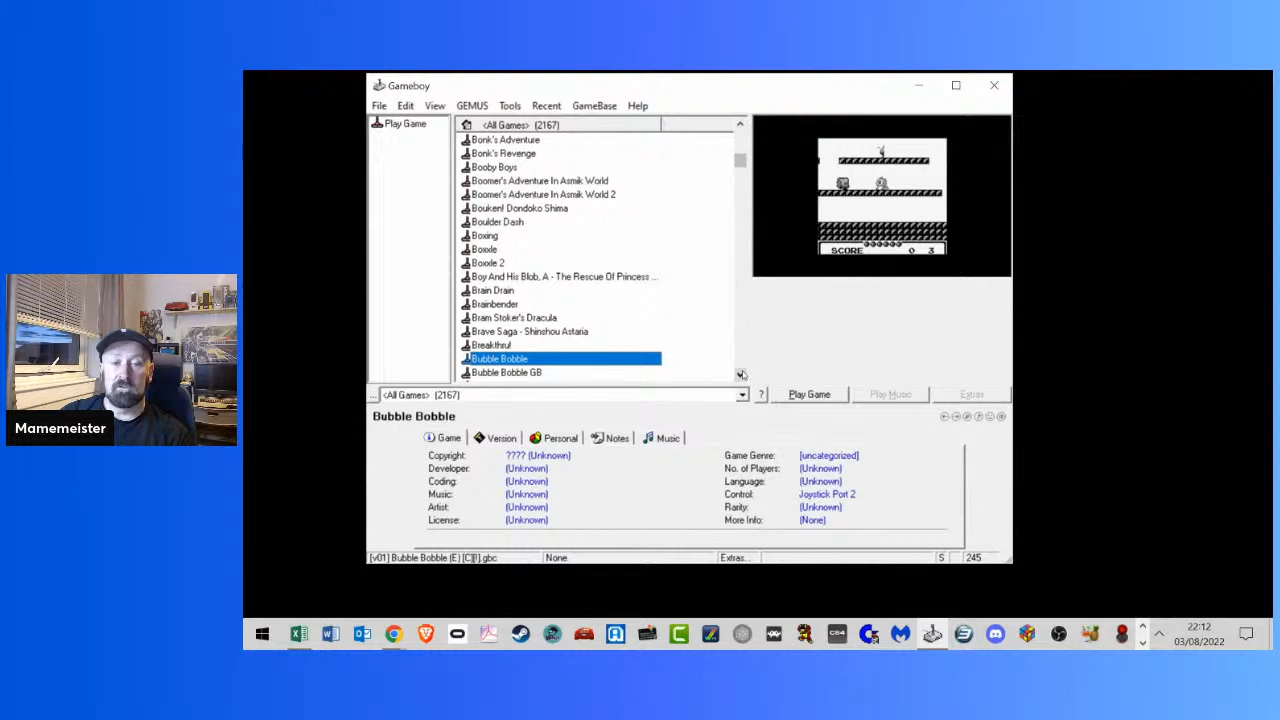 Gameboy
File Edit View GEMUS Tools Recent GameBase Help
Play Game
<All Games> (2167)
Bonk's Adventure
Bonk's Revenge
Booby Boys
Boomer's Adventure In Asmik World
Boomer's Adventure In Asmik World 2
Bouken! Dondoko Shima
Boulder Dash
Boxing
Boxxle
Boxxle 2
Boy And His Blob, A - The Rescue Of Princess ...
Brain Drain
Brainbender
Bram Stoker's Dracula
Brave Saga - Shinshou Astaria
Breakthru!
Bubble Bobble
Bubble Bobble GB
SCORE 0 3
... <All Games> (2167) ? Play Game Play Music Extras
Bubble Bobble
Game Version Personal Notes Music
Copyright: ???? (Unknown) Game Genre: [uncategorized]
Developer: (Unknown) No. of Players: (Unknown)
Coding: (Unknown) Language: (Unknown)
Music: (Unknown) Control: Joystick Port 2
Artist: (Unknown) Rarity: (Unknown)
License: (Unknown) More Info: (None)
[v01] Bubble Bobble (E) [C][!].gbc None Extras... S 245
Mamemeister
C64
22:12
03/08/2022